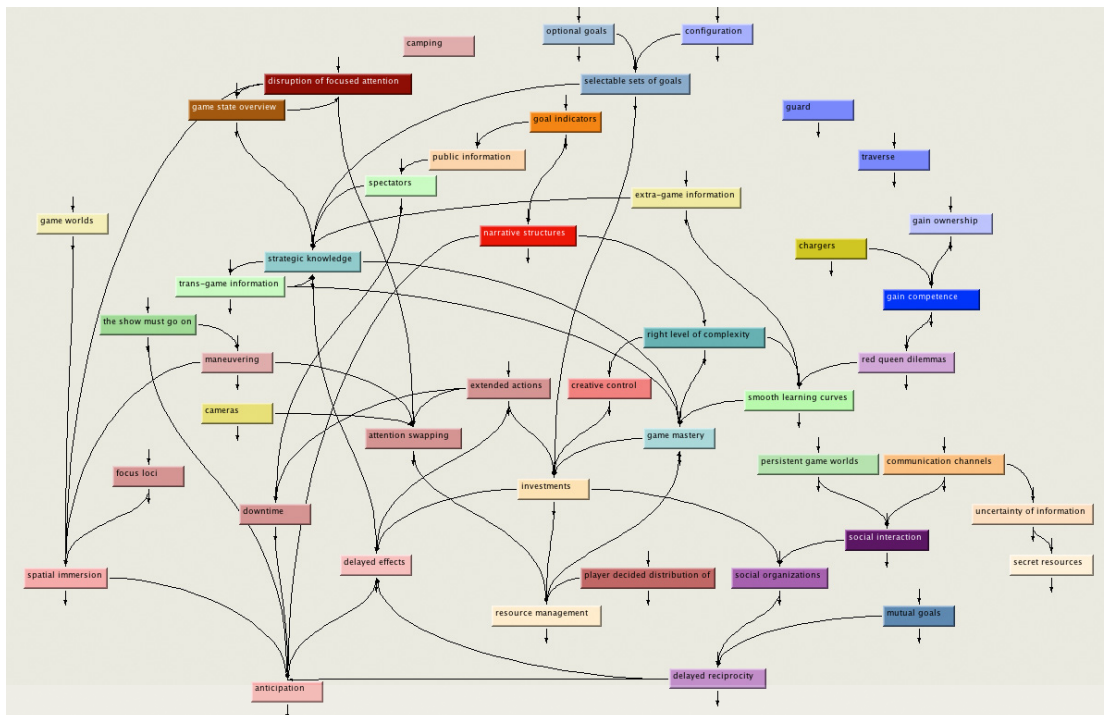 optional goals
configuration
camping
disruption of focused attention
selectable sets of goals
game state overview
guard
goal indicators
public information
traverse
spectators
extra-game information
game worlds
gain ownership
narrative structures
chargers
strategic knowledge
trans-game information
gain competence
the show must go on
right level of complexity
maneuvering
red queen dilemmas
extended actions
creative control
smooth learning curves
cameras
attention swapping
game mastery
persistent game worlds
communication channels
focus loci
investments
downtime
uncertainty of information
social interaction
delayed effects
secret resources
spatial immersion
player decided distribution of
social organizations
resource management
mutual goals
delayed reciprocity
anticipation